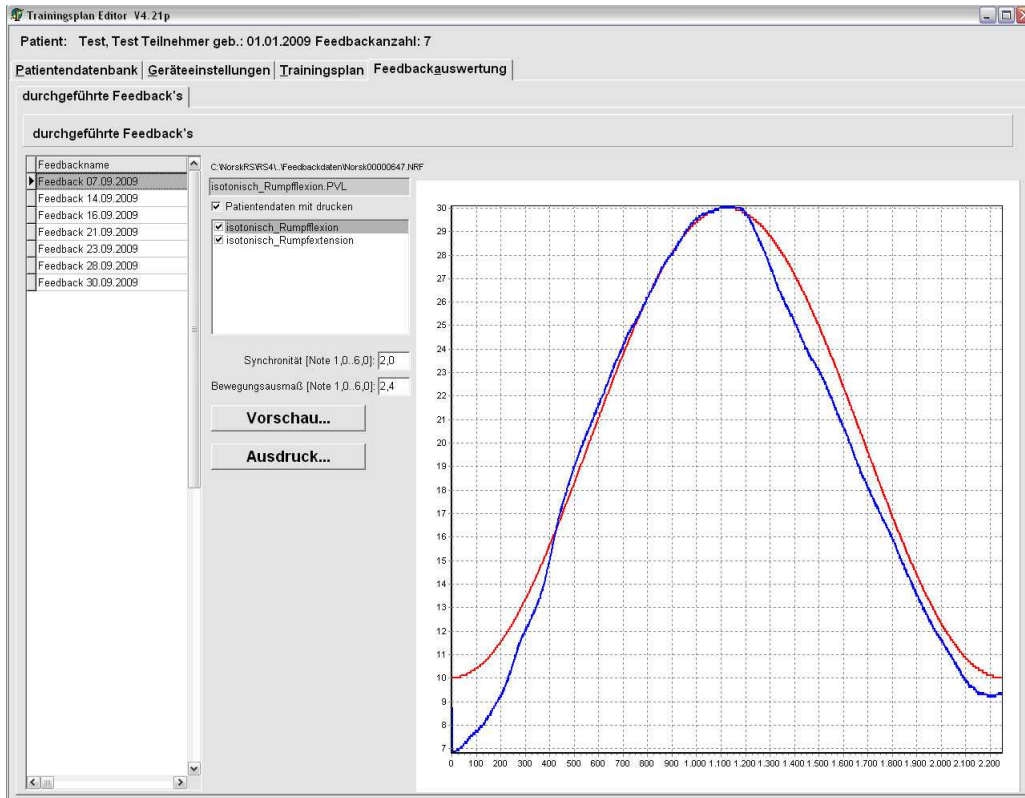 Trainingsplan Editor V4.21p
Patient: Test, Test Teilnehmer geb.: 01.01.2009 Feedbackanzahl: 7
Patientendatenbank Geräteeinstellungen Trainingsplan Feedbackauswertung
durchgeführte Feedback's
durchgeführte Feedback's
Feedbackname
Feedback 07.09.2009
Feedback 14.09.2009
Feedback 16.09.2009
Feedback 21.09.2009
Feedback 23.09.2009
Feedback 28.09.2009
Feedback 30.09.2009
C:\NorskRS\RS4\..\Feedbackdaten\Norsk00000647.NRF
isotonisch_Rumpfflexion.PVL
Patientendaten mit drucken
isotonisch_Rumpfflexion
isotonisch_Rumpfextension
Synchronität [Note 1,0..6,0]: 2,0
Bewegungsausmaß [Note 1,0..6,0]: 2,4
Vorschau...
Ausdruck...
30
29
28
27
26
25
24
23
22
21
20
19
18
17
16
15
14
13
12
11
10
9
8
7
0 100 200 300 400 500 600 700 800 900 1.000 1.100 1.200 1.300 1.400 1.500 1.600 1.700 1.800 1.900 2.000 2.100 2.200